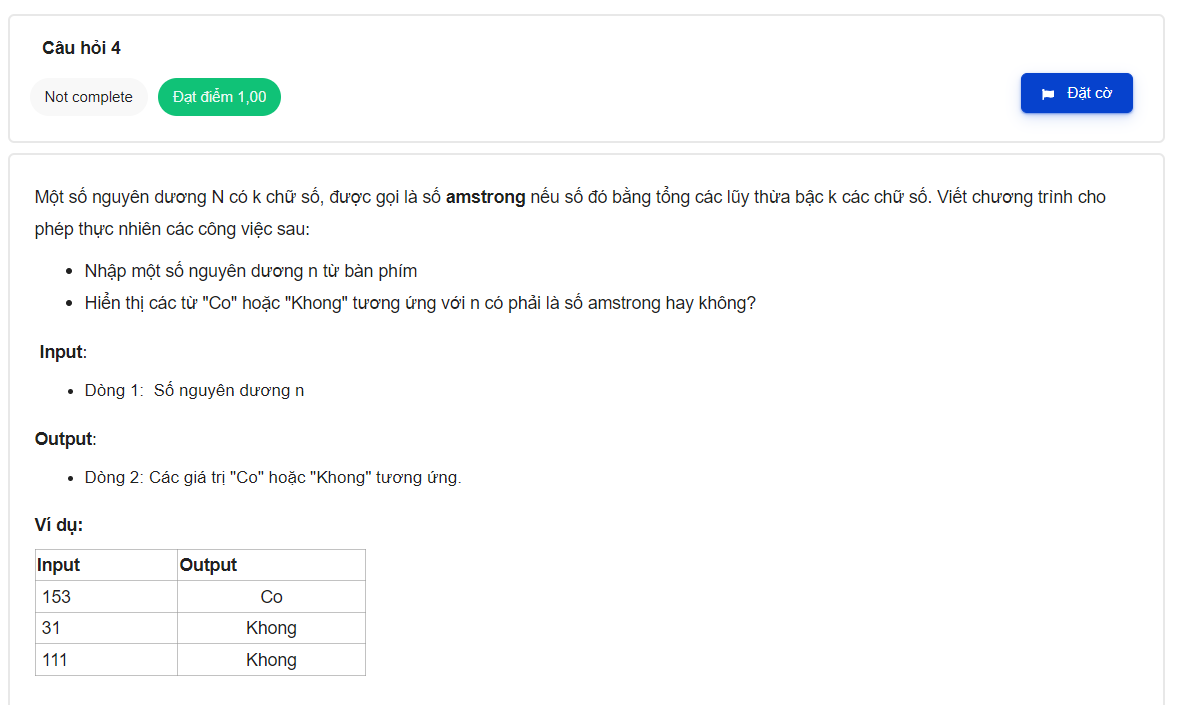 Câu hỏi 4
Not complete
Đạt điểm 1,00
Đặt cờ
Một số nguyên dương N có k chữ số, được gọi là số amstrong nếu số đó bằng tổng các lũy thừa bậc k các chữ số. Viết chương trình cho
phép thực nhiên các công việc sau:
Nhập một số nguyên dương n từ bàn phím
Hiển thị các từ "Co" hoặc "Khong" tương ứng với n có phải là số amstrong hay không?
Input:
Dòng 1: Số nguyên dương n
Output:
Dòng 2: Các giá trị "Co" hoặc "Khong" tương ứng.
Ví dụ:
Input Output
153 Co
31 Khong
111 Khong